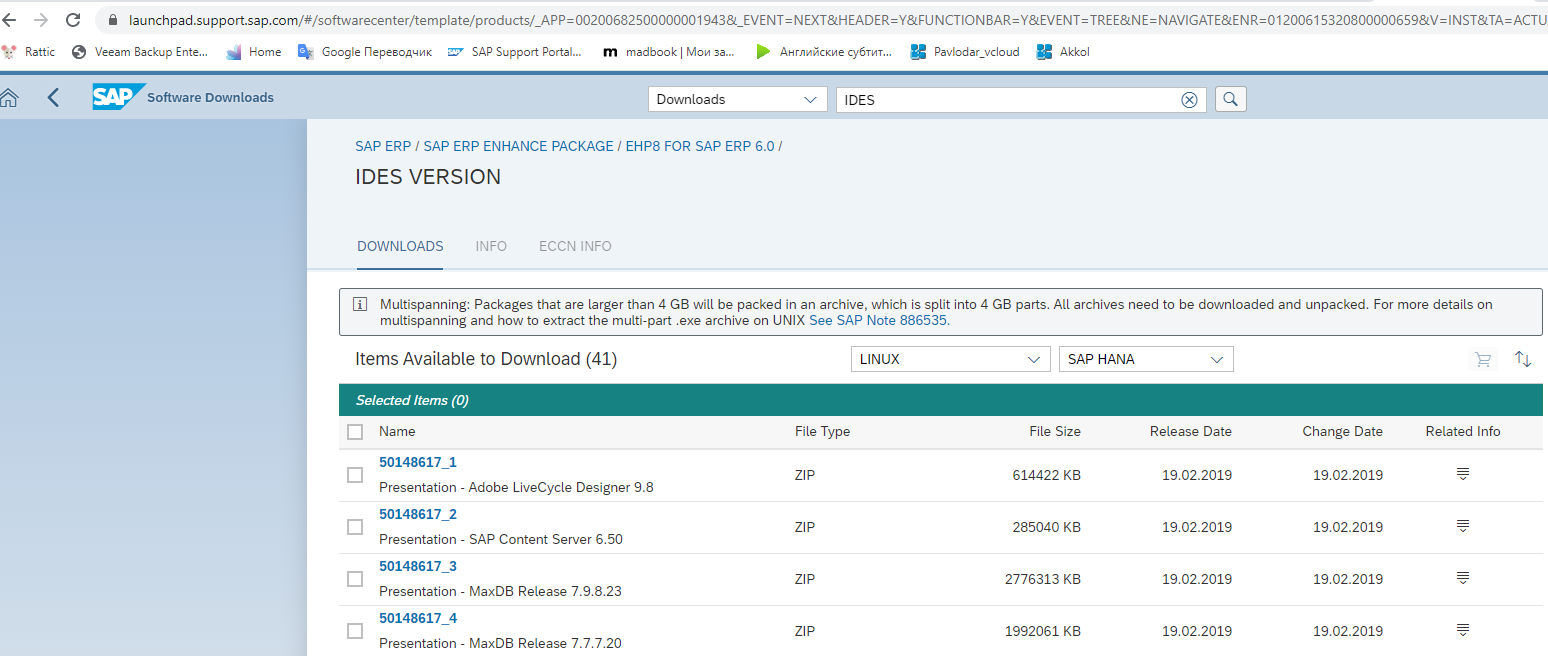 launchpad.support.sap.com/#/softwarecenter/template/products/_APP=00200682500000001943&_EVENT=NEXT&HEADER=Y&FUNCTIONBAR=Y&EVENT=TREE&NE=NAVIGATE&ENR=01200615320800000659&V=INST&TA=ACTU
Rattic Veeam Backup Ente... Home Google Переводчик SAP Support Portal... madbook | Мои за... Английские субтит... Pavlodar_vcloud Akkol
SAP Software Downloads Downloads IDES
SAP ERP / SAP ERP ENHANCE PACKAGE / EHP8 FOR SAP ERP 6.0 /
IDES VERSION
DOWNLOADS INFO ECCN INFO
Multispanning: Packages that are larger than 4 GB will be packed in an archive, which is split into 4 GB parts. All archives need to be downloaded and unpacked. For more details on
multispanning and how to extract the multi-part .exe archive on UNIX See SAP Note 886535.
Items Available to Download (41) LINUX SAP HANA
Selected Items (0)
Name File Type File Size Release Date Change Date Related Info
50148617_1
Presentation - Adobe LiveCycle Designer 9.8 ZIP 614422 KB 19.02.2019 19.02.2019
50148617_2
Presentation - SAP Content Server 6.50 ZIP 285040 KB 19.02.2019 19.02.2019
50148617_3
Presentation - MaxDB Release 7.9.8.23 ZIP 2776313 KB 19.02.2019 19.02.2019
50148617_4
Presentation - MaxDB Release 7.7.7.20 ZIP 1992061 KB 19.02.2019 19.02.2019